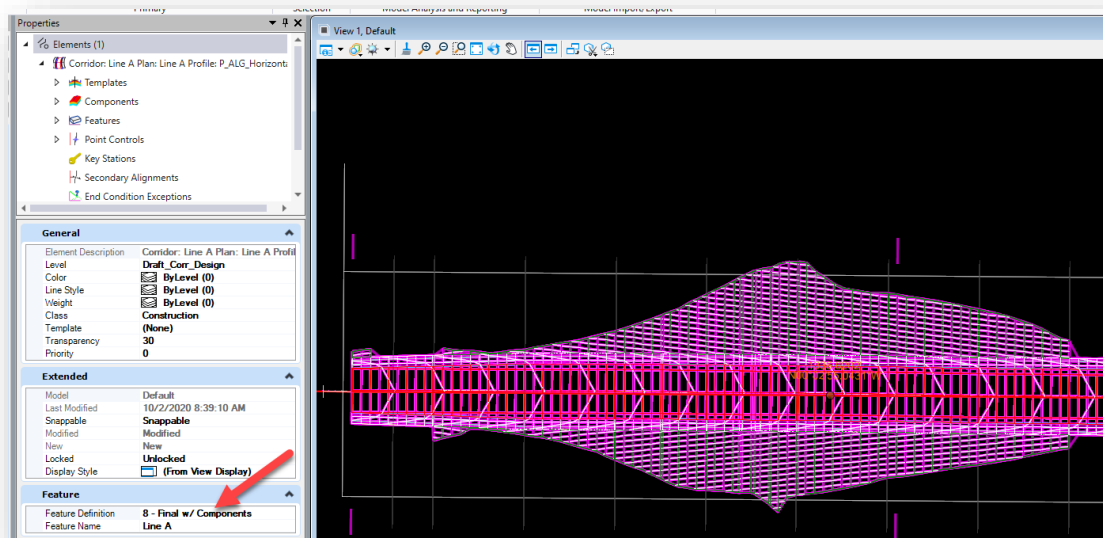 Primary Selection Model Analysis and Reporting Model Import/Export
Properties
Elements (1)
Corridor: Line A Plan: Line A Profile: P_ALG_Horizont
Templates
Components
Features
Point Controls
Key Stations
Secondary Alignments
End Condition Exceptions
General
Element Description Corridor: Line A Plan: Line A Profil
Level Draft_Corr_Design
Color ByLevel (0)
Line Style ByLevel (0)
Weight ByLevel (0)
Class Construction
Template (None)
Transparency 30
Priority 0
Extended
Model Default
Last Modified 10/2/2020 8:39:10 AM
Snappable Snappable
Modified Modified
New New
Locked Unlocked
Display Style (From View Display)
Feature
Feature Definition 8 - Final w/ Components
Feature Name Line A
View 1, Default